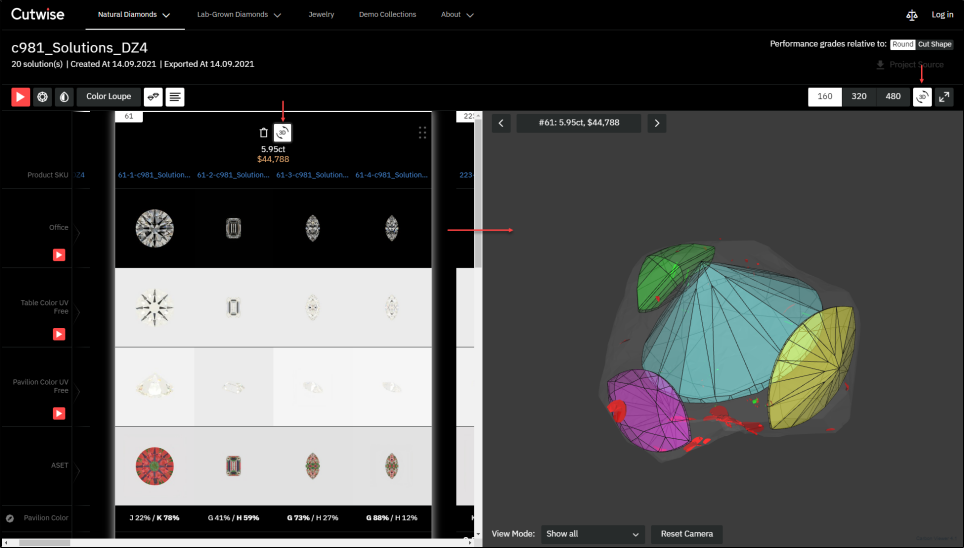 Cutwise
Natural Diamonds
Lab-Grown Diamonds
Jewelry
Demo Collections
About
Log in
c981_Solutions_DZ4
20 solution(s) | Created At 14.09.2021 | Exported At 14.09.2021
Performance grades relative to: Round Cut Shape
Project Source
Color Loupe
160
320
480
3D
61
223
3D
5.95ct
$44,788
#61: 5.95ct, $44,788
Product SKU
61-1-c981_Solution...
61-2-c981_Solution...
61-3-c981_Solution...
61-4-c981_Solution...
Office
Table Color UV
Free
Pavilion Color UV
Free
ASET
Pavilion Color
J 22% / K 78%
G 41% / H 59%
G 73% / H 27%
G 88% / H 12%
View Mode:
Show all
Reset Camera